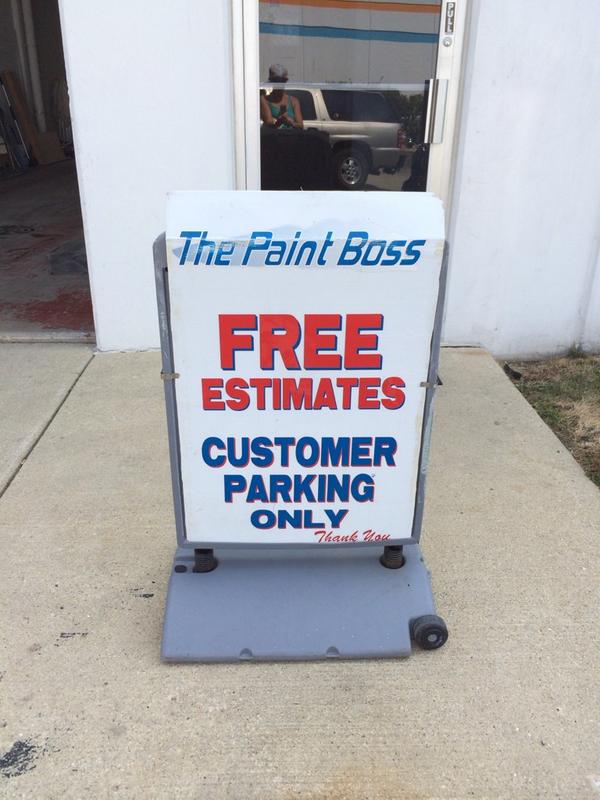 PULL
The Paint Boss
FREE
ESTIMATES
CUSTOMER
PARKING
ONLY
Thank You